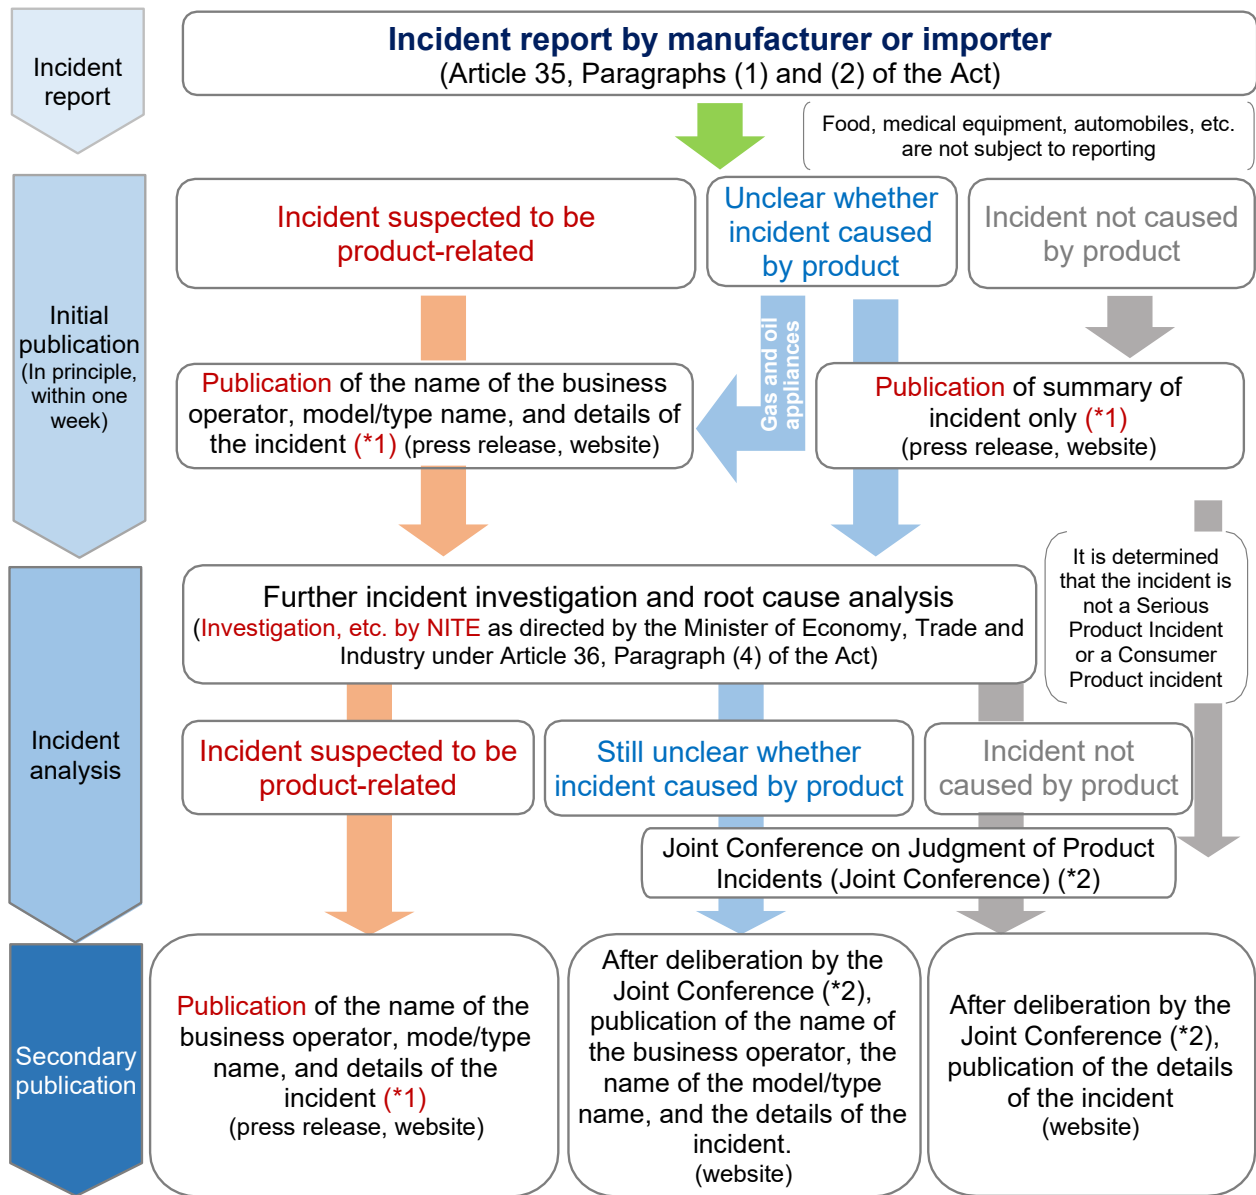 Incident
report
Incident report by manufacturer or importer
(Article 35, Paragraphs (1) and (2) of the Act)
Food, medical equipment, automobiles, etc.
are not subject to reporting
Initial
publication
(In principle,
within one
week)
Incident suspected to be
product-related
Unclear whether
incident caused
by product
Incident not caused
by product
Gas and oil
appliances
Publication of the name of the business
operator, model/type name, and details of
the incident (*1) (press release, website)
Publication of summary of
incident only (*1)
(press release, website)
It is determined
that the incident is
not a Serious
Product Incident
or a Consumer
Product incident
Incident
analysis
Further incident investigation and root cause analysis
(Investigation, etc. by NITE as directed by the Minister of Economy, Trade and
Industry under Article 36, Paragraph (4) of the Act)
Incident suspected to be
product-related
Still unclear whether
incident caused by product
Incident not
caused by product
Joint Conference on Judgment of Product
Incidents (Joint Conference) (*2)
Secondary
publication
Publication of the name of the
business operator, mode/type
name, and details of the
incident (*1)
(press release, website)
After deliberation by the
Joint Conference (*2),
publication of the name of
the business operator, the
name of the model/type
name, and the details of the
incident.
(website)
After deliberation by the
Joint Conference (*2),
publication of the details
of the incident
(website)